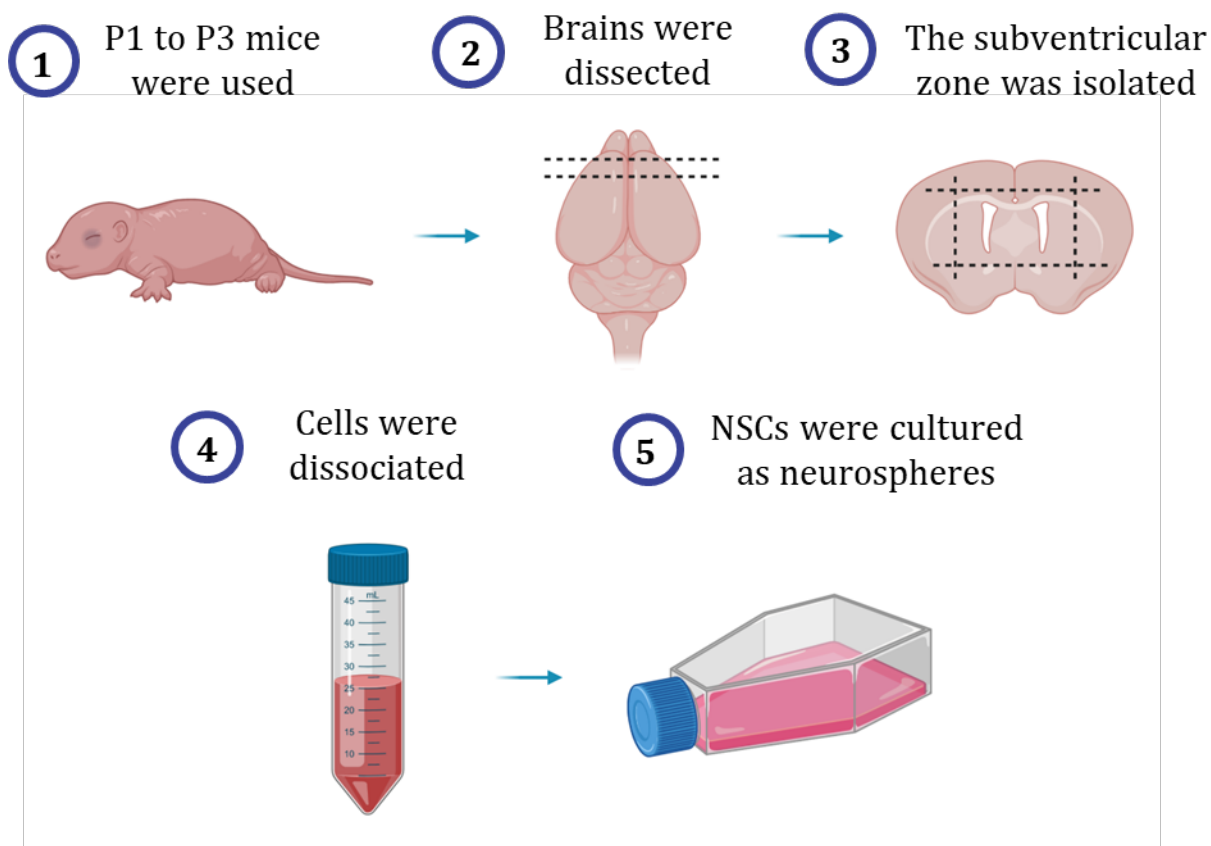 1
P1 to P3 mice
were used
2
Brains were
dissected
3
The subventricular
zone was isolated
4
Cells were
dissociated
5
NSCs were cultured
as neurospheres
mL
45
40
35
30
25
20
15
10